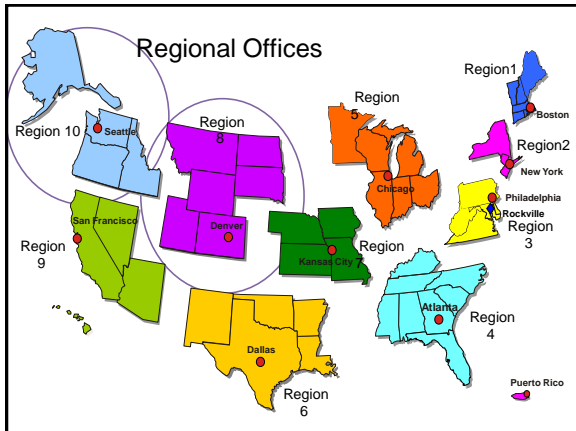 Regional Offices
Region1
Boston
Region
5
Region 10
Seattle
Region
8
Region2
New York
Chicago
Philadelphia
Rockville
Region
3
San Francisco
Denver
Region
7
Kansas City
Region
9
Atlanta
Region
4
Dallas
Region
6
Puerto Rico